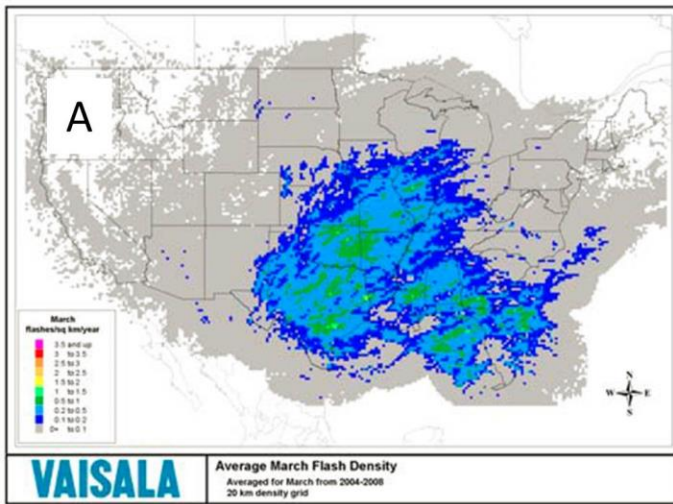 A
March
flashes/sq km/year
3.5 and up
3 to 3.5
2.5 to 3
2 to 2.5
1.5 to 2
1 to 1.5
0.5 to 1
0.2 to 0.5
0.1 to 0.2
0+ to 0.1
N
W E
S
VAISALA
Average March Flash Density
Averaged for March from 2004-2008
20 km density grid